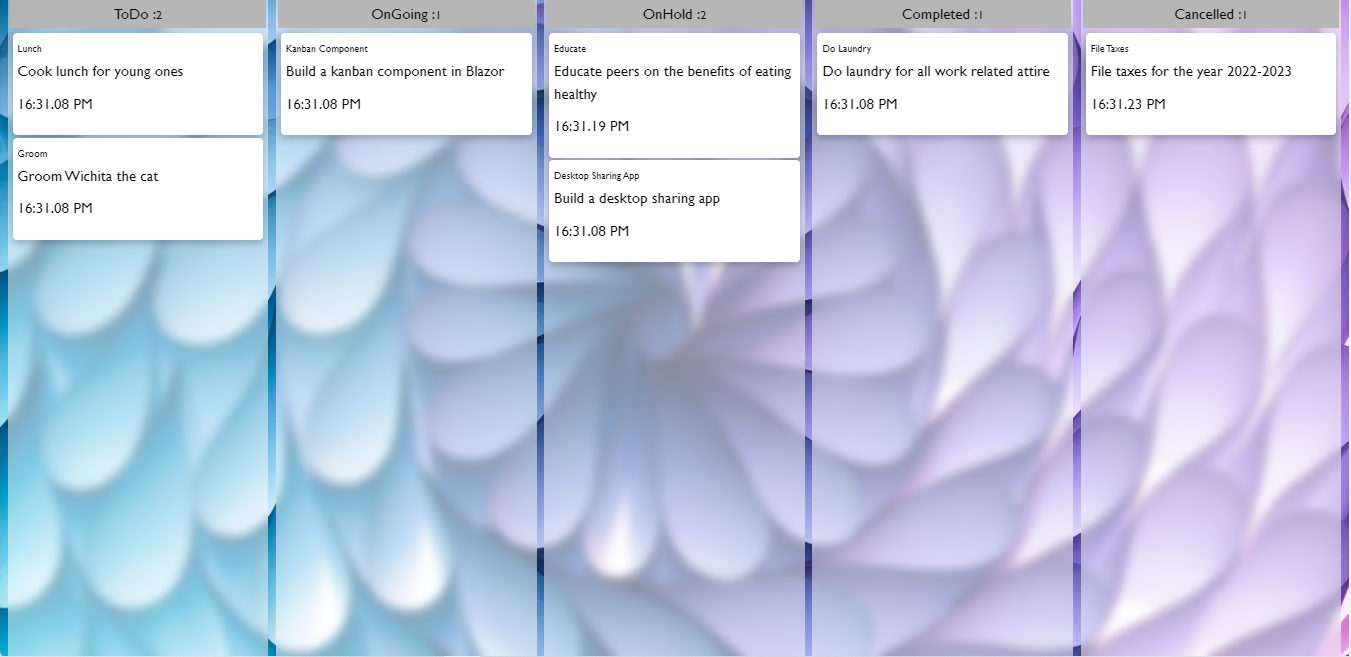 ToDo :2
Lunch
Cook lunch for young ones
16:31.08 PM
Groom
Groom Wichita the cat
16:31.08 PM
OnGoing :1
Kanban Component
Build a kanban component in Blazor
16:31.08 PM
OnHold :2
Educate
Educate peers on the benefits of eating
healthy
16:31.19 PM
Desktop Sharing App
Build a desktop sharing app
16:31.08 PM
Completed :1
Do Laundry
Do laundry for all work related attire
16:31.08 PM
Cancelled :1
File Taxes
File taxes for the year 2022-2023
16:31.23 PM